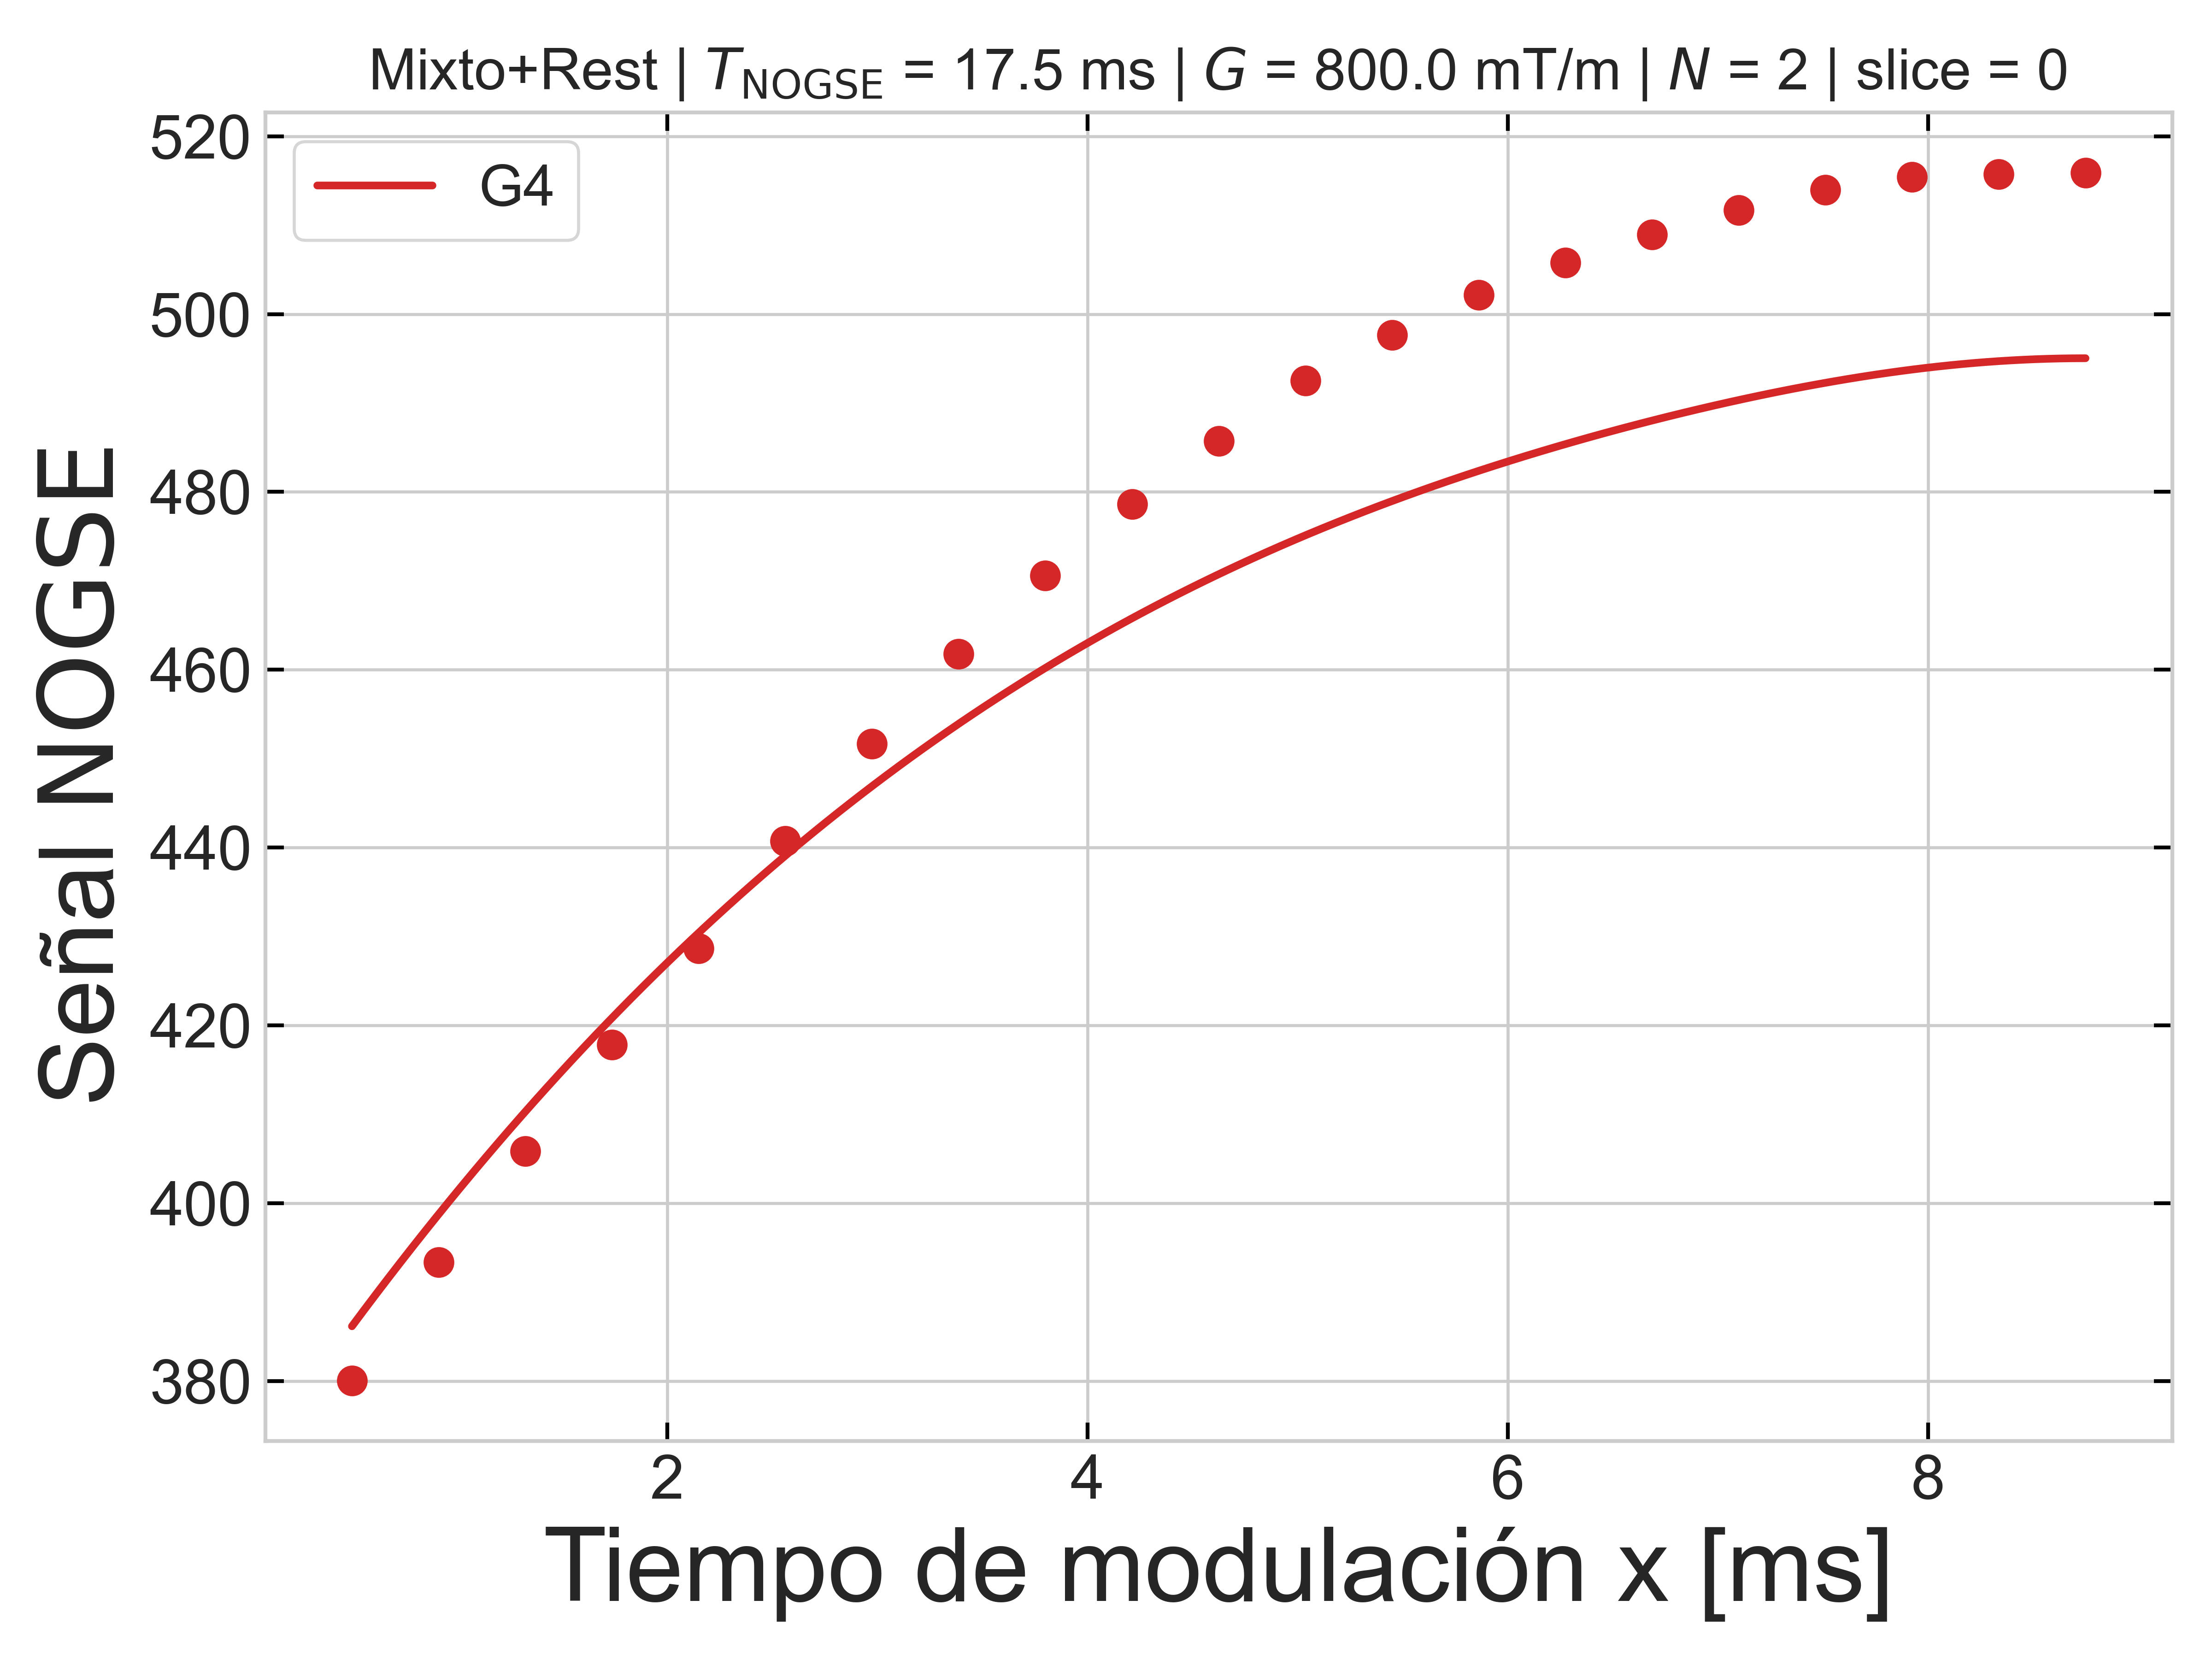 Mixto+Rest | T_NOGSE = 17.5 ms | G = 800.0 mT/m | N = 2 | slice = 0
G4
520
500
480
460
440
420
400
380
Señal NOGSE
2 4 6 8
Tiempo de modulación x [ms]